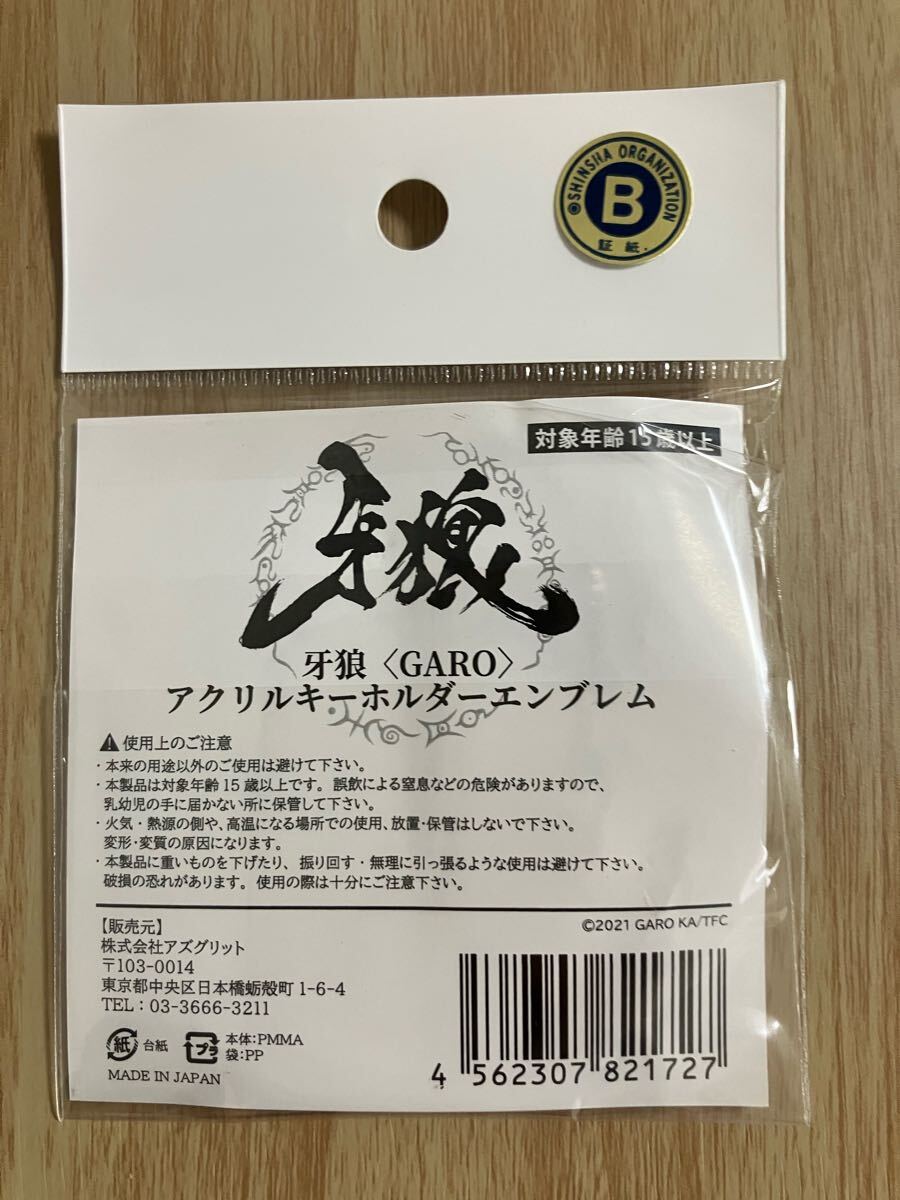 SHINSHA ORGANIZATION
B
証紙.
対象年齢15歳以上
牙狼
牙狼〈GARO〉
アクリルキーホルダーエンブレム
使用上のご注意
・本来の用途以外のご使用は避けて下さい。
・本製品は対象年齢15歳以上です。誤飲による窒息などの危険がありますので、
乳幼児の手に届かない所に保管して下さい。
・火気・熱源の側や、高温になる場所での使用、放置・保管はしないで下さい。
変形・変質の原因になります。
・本製品に重いものを下げたり、振り回す・無理に引っ張るような使用は避けて下さい。
破損の恐れがあります。使用の際は十分にご注意下さい。
©2021 GARO KA/TFC
【販売元】
株式会社アズグリット
〒103-0014
東京都中央区日本橋蛎殻町1-6-4
TEL：03-3666-3211
紙 台紙 プラ 本体:PMMA
袋:PP
MADE IN JAPAN
4 562307 821727